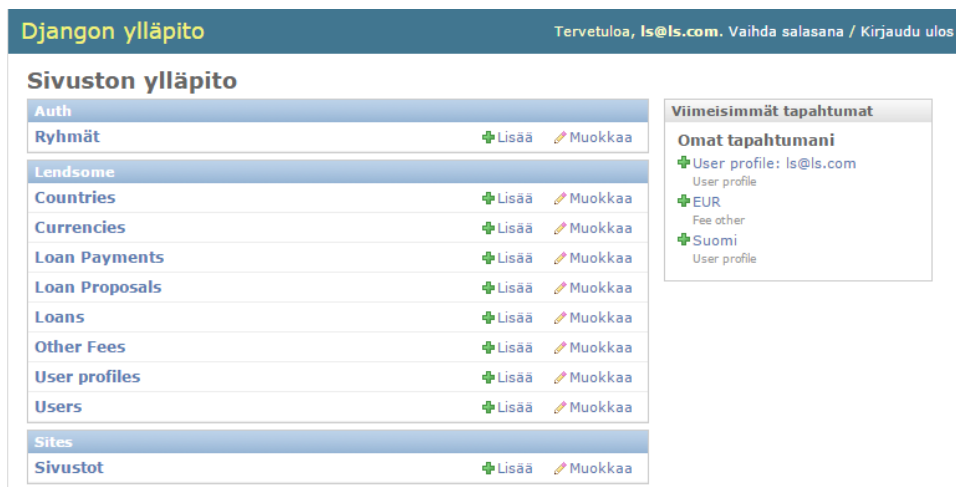 Djangon ylläpito
Tervetuloa, ls@ls.com. Vaihda salasana / Kirjaudu ulos
Sivuston ylläpito
Auth
Ryhmät Lisää Muokkaa
Lendsome
Countries Lisää Muokkaa
Currencies Lisää Muokkaa
Loan Payments Lisää Muokkaa
Loan Proposals Lisää Muokkaa
Loans Lisää Muokkaa
Other Fees Lisää Muokkaa
User profiles Lisää Muokkaa
Users Lisää Muokkaa
Sites
Sivustot Lisää Muokkaa
Viimeisimmät tapahtumat
Omat tapahtumani
User profile: ls@ls.com
User profile
EUR
Fee other
Suomi
User profile